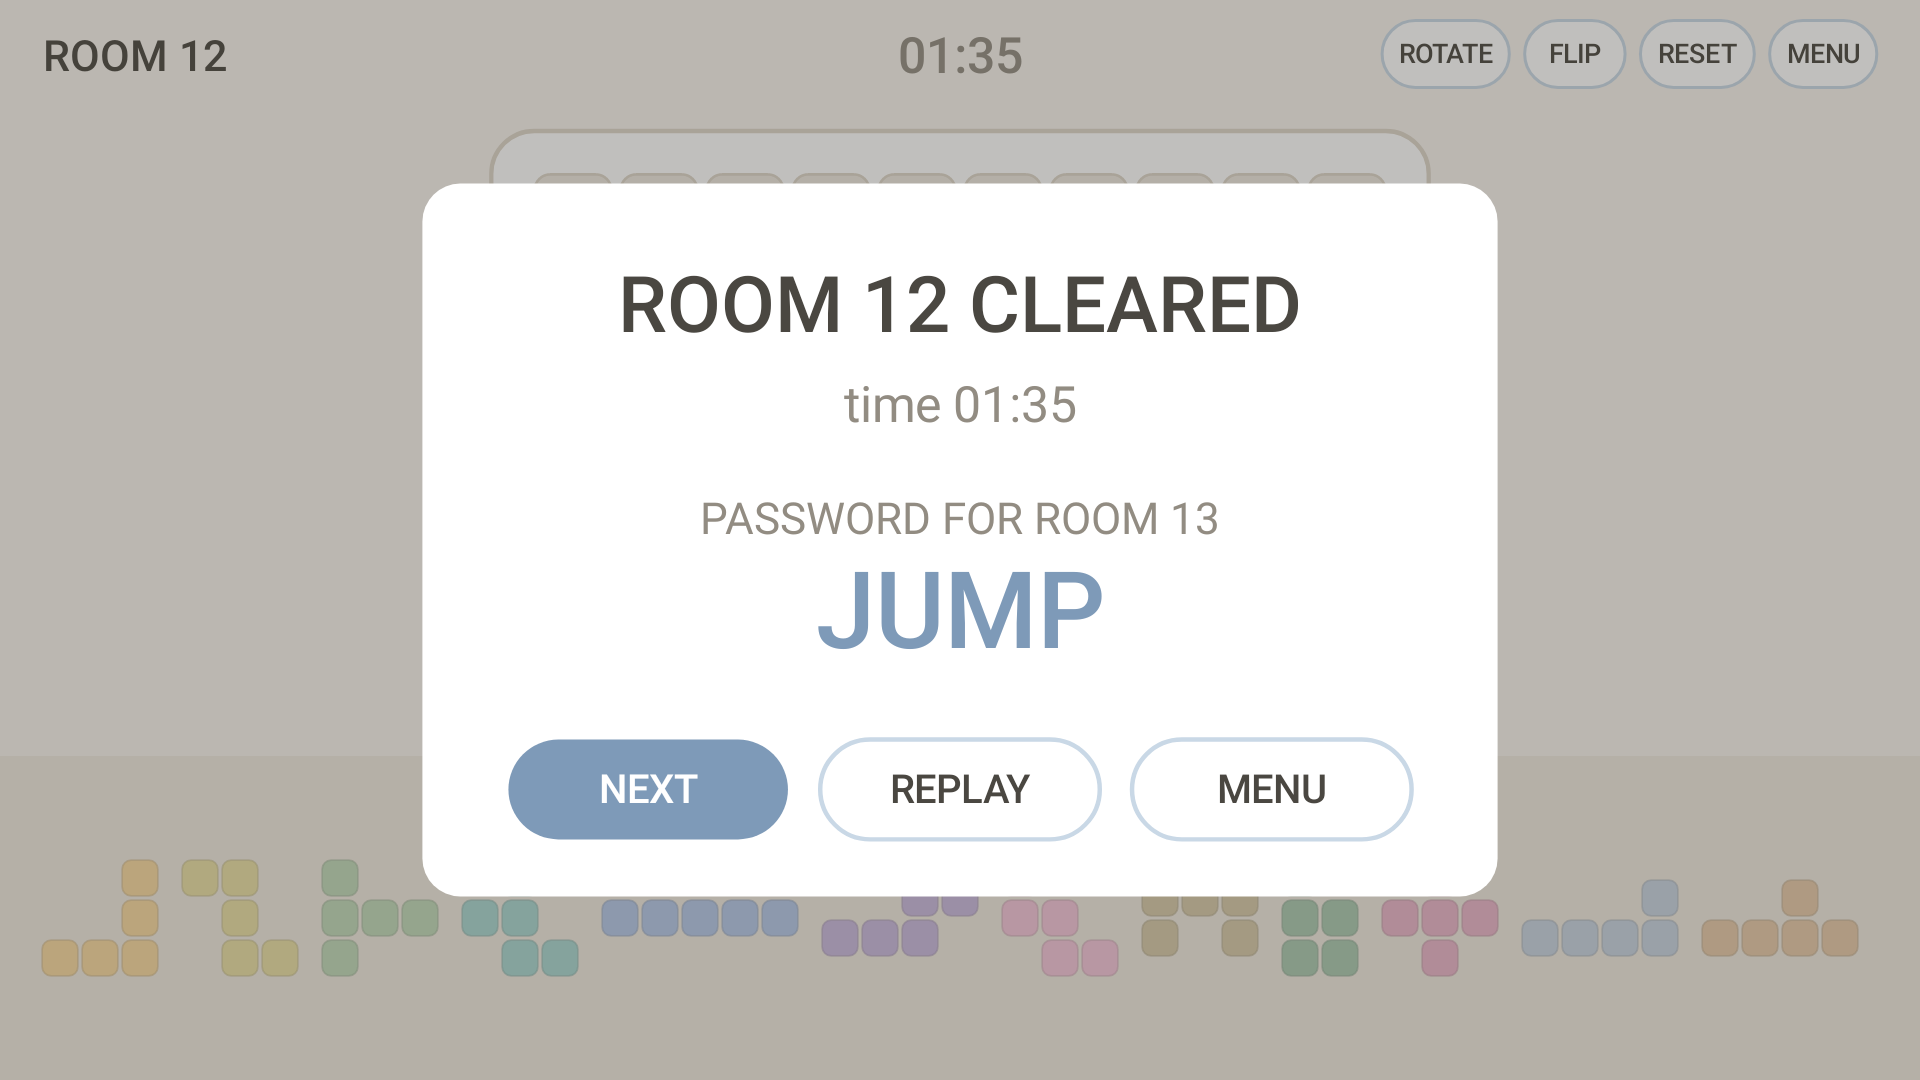 ROOM 12
01:35
ROTATE
FLIP
RESET
MENU
ROOM 12 CLEARED
time 01:35
PASSWORD FOR ROOM 13
JUMP
NEXT
REPLAY
MENU